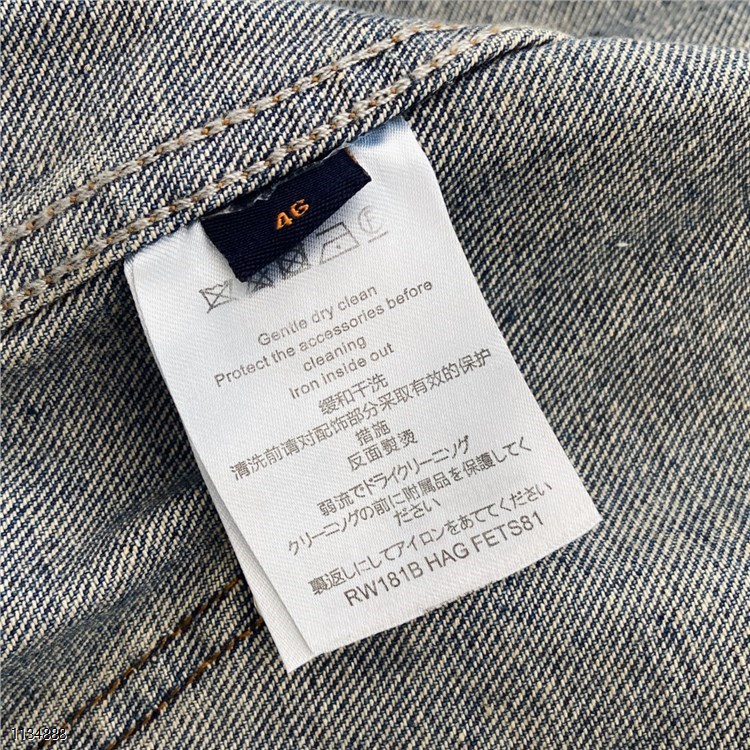 46
Gentle dry clean
Protect the accessories before
cleaning
Iron inside out
缓和干洗
清洗前请对配饰部分采取有效的保护
措施
反面熨烫
弱流でドライクリーニング
クリーニングの前に附属品を保護してく
ださい
裏返しにしてアイロンをあててください
RW181B HAG FETS81
1134888